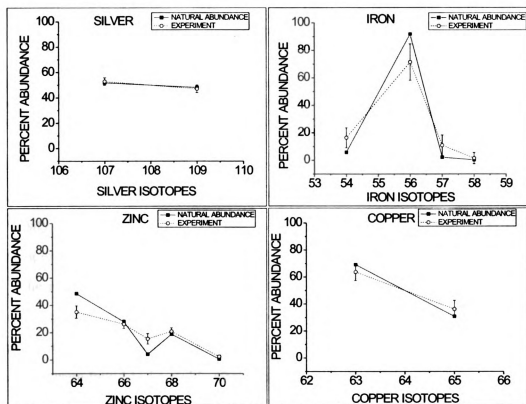 SILVER
NATURAL ABUNDANCE
EXPERIMENT
PERCENT ABUNDANCE
100
80
60
40
20
0
106 107 108 109 110
SILVER ISOTOPES
IRON
NATURAL ABUNDANCE
EXPERIMENT
PERCENT ABUNDANCE
100
80
60
40
20
0
53 54 55 56 57 58 59
IRON ISOTOPES
ZINC
NATURAL ABUNDANCE
EXPERIMENT
PERCENT ABUNDANCE
100
80
60
40
20
0
64 66 68 70
ZINC ISOTOPES
COPPER
NATURAL ABUNDANCE
EXPERIMENT
PERCENT ABUNDANCE
100
80
60
40
20
0
62 63 64 65 66
COPPER ISOTOPES